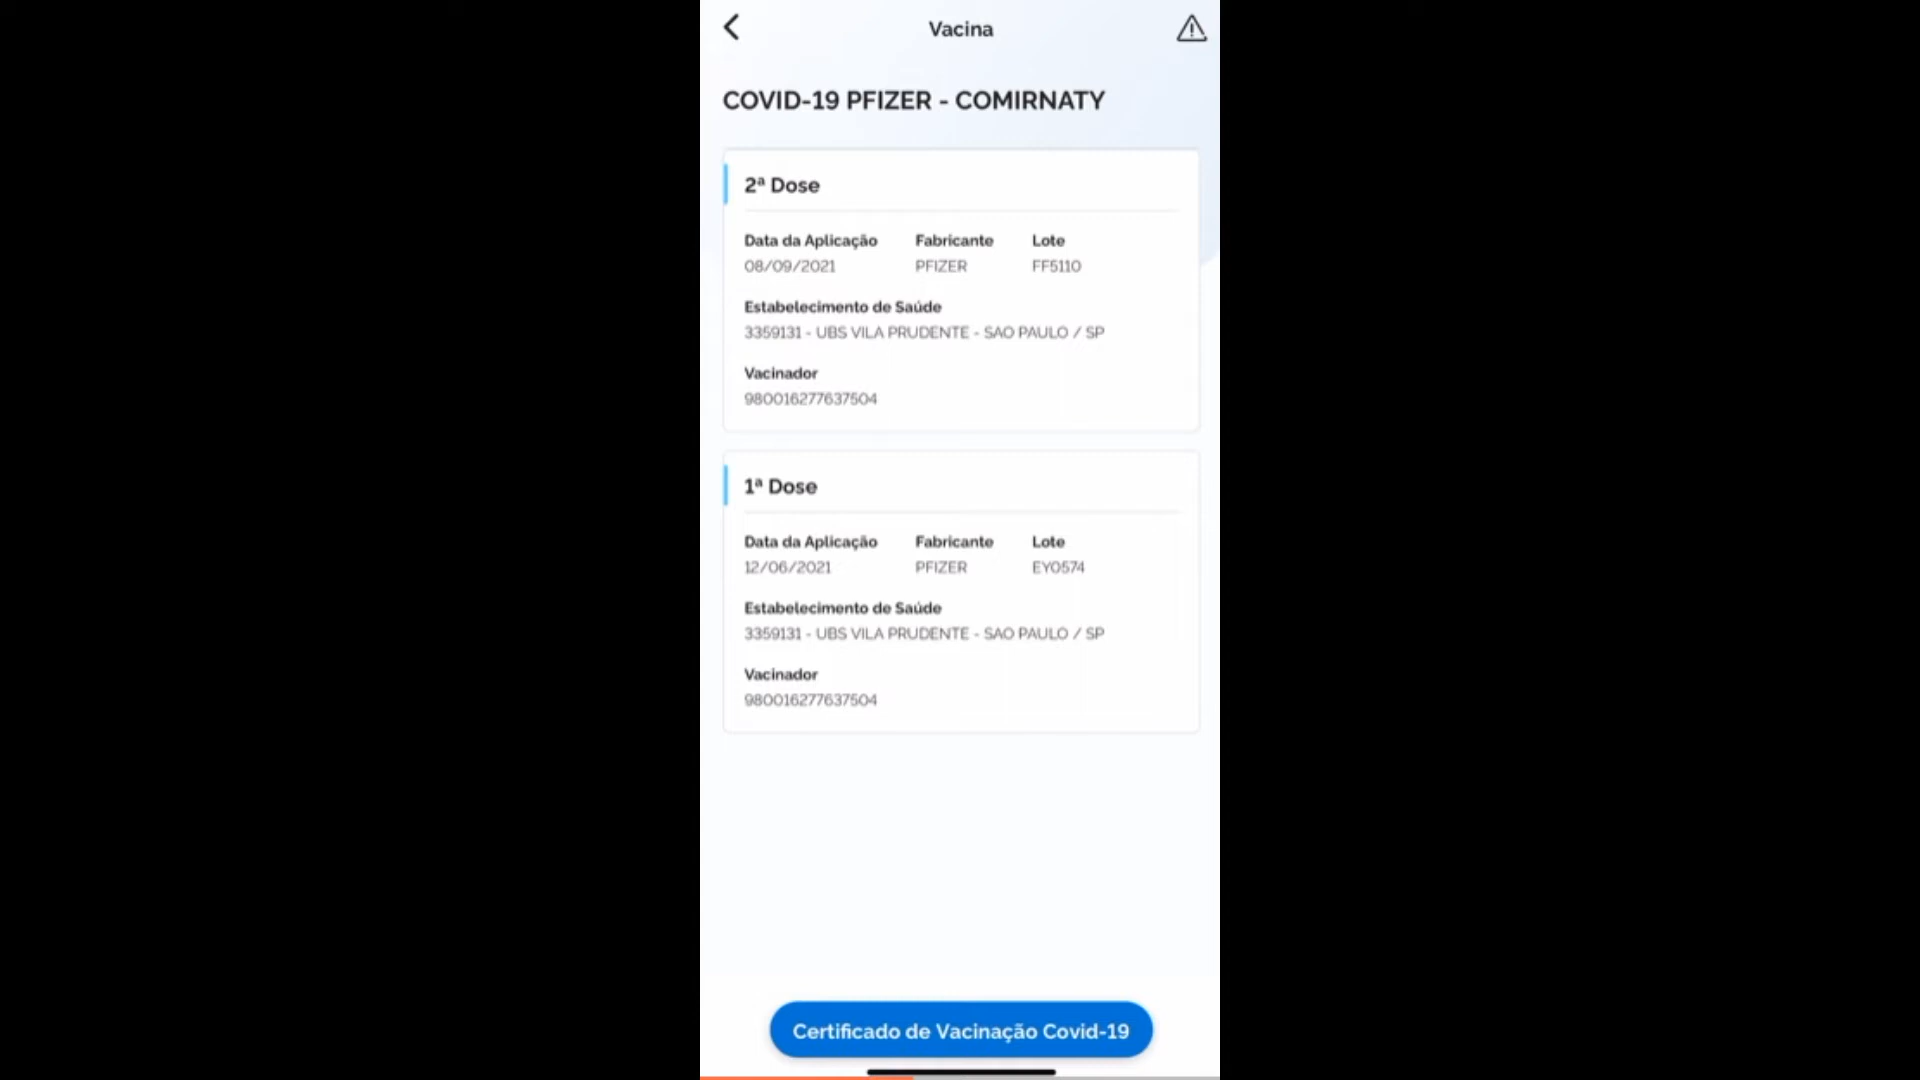 Vacina
COVID-19 PFIZER - COMIRNATY
2ª Dose
Data da Aplicação Fabricante Lote
08/09/2021 PFIZER FF5110
Estabelecimento de Saúde
3359131 - UBS VILA PRUDENTE - SAO PAULO / SP
Vacinador
980016277637504
1ª Dose
Data da Aplicação Fabricante Lote
12/06/2021 PFIZER EY0574
Estabelecimento de Saúde
3359131 - UBS VILA PRUDENTE - SAO PAULO / SP
Vacinador
980016277637504
Certificado de Vacinação Covid-19